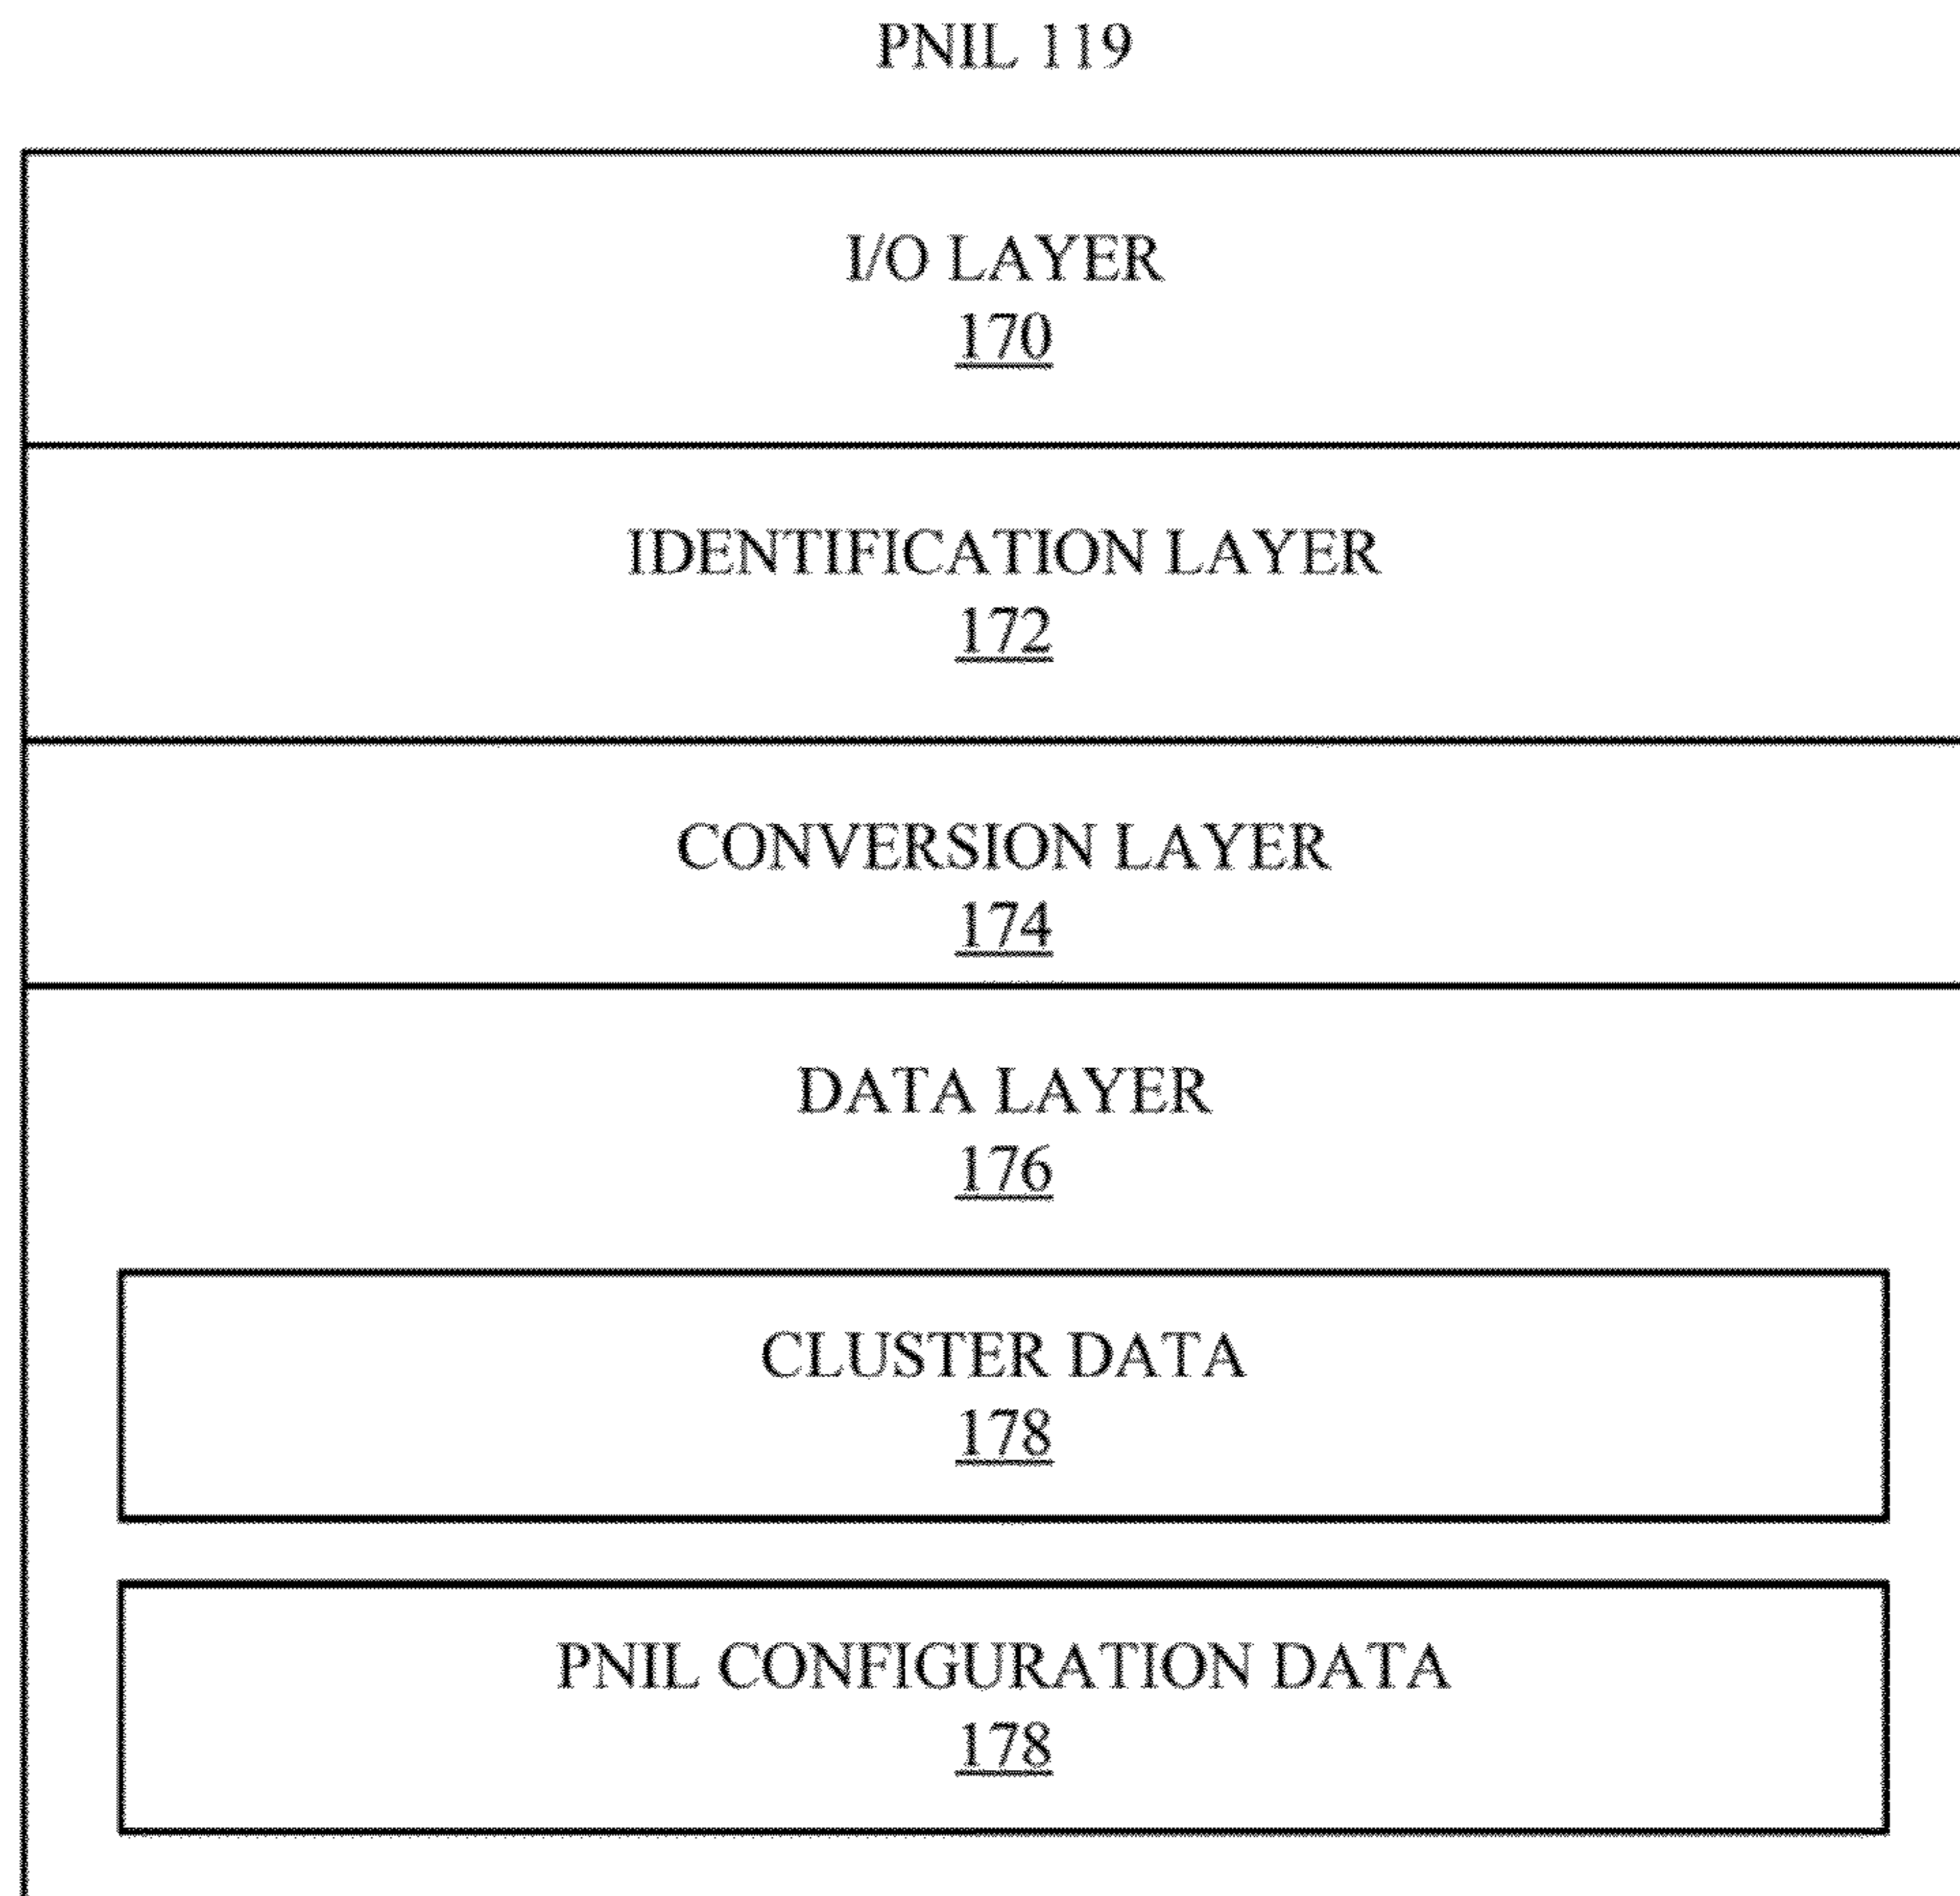 PNIL 119
I/O LAYER
170
IDENTIFICATION LAYER
172
CONVERSION LAYER
174
DATA LAYER
176
CLUSTER DATA
178
PNIL CONFIGURATION DATA
178